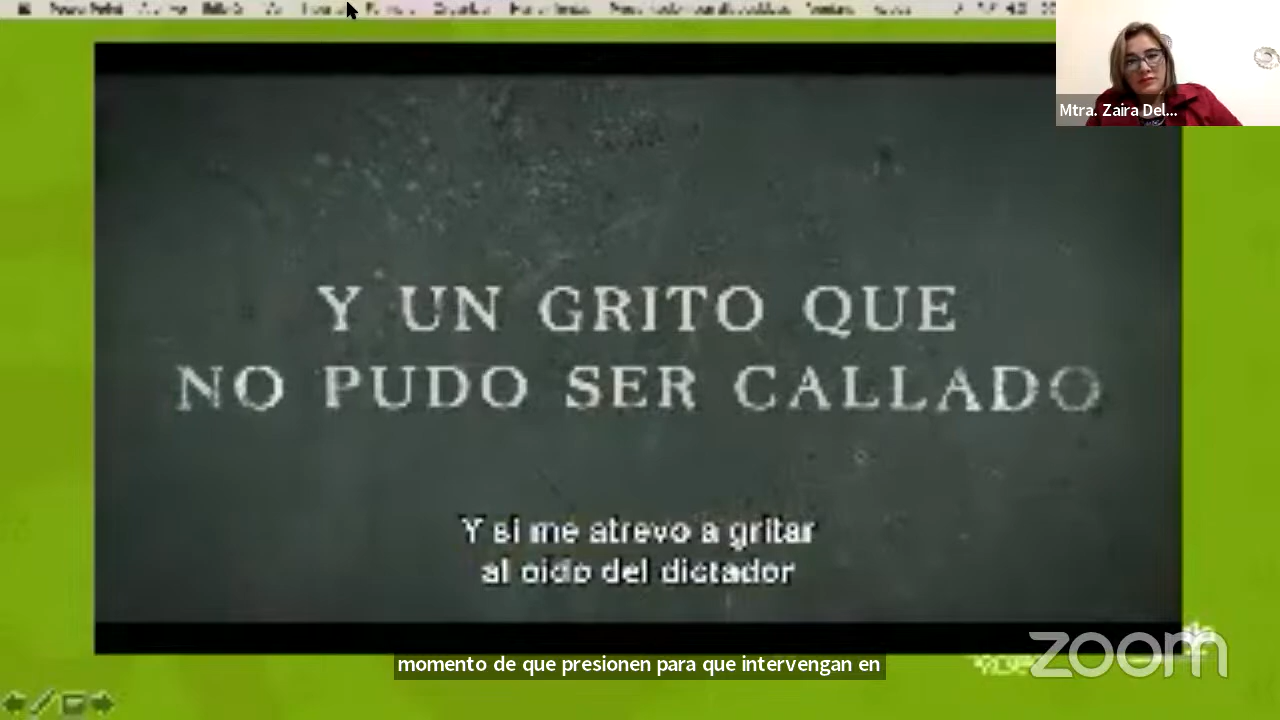 Mtra. Zaira Del...
Y UN GRITO QUE
NO PUDO SER CALLADO
Y si me atrevo a gritar
al oido del dictador
momento de que presionen para que intervengan en
zoom